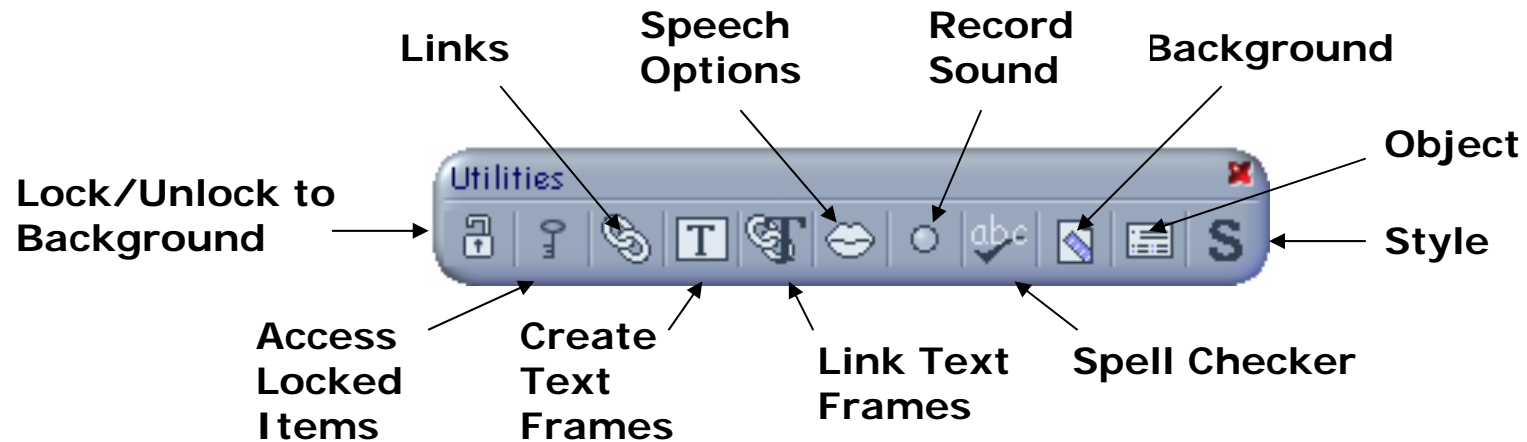 Links
Speech
Options
Record
Sound
Background
Object
Lock/Unlock to
Background
Utilities
T
T
abc
S
Style
Access
Locked
Items
Create
Text
Frames
Link Text
Frames
Spell Checker